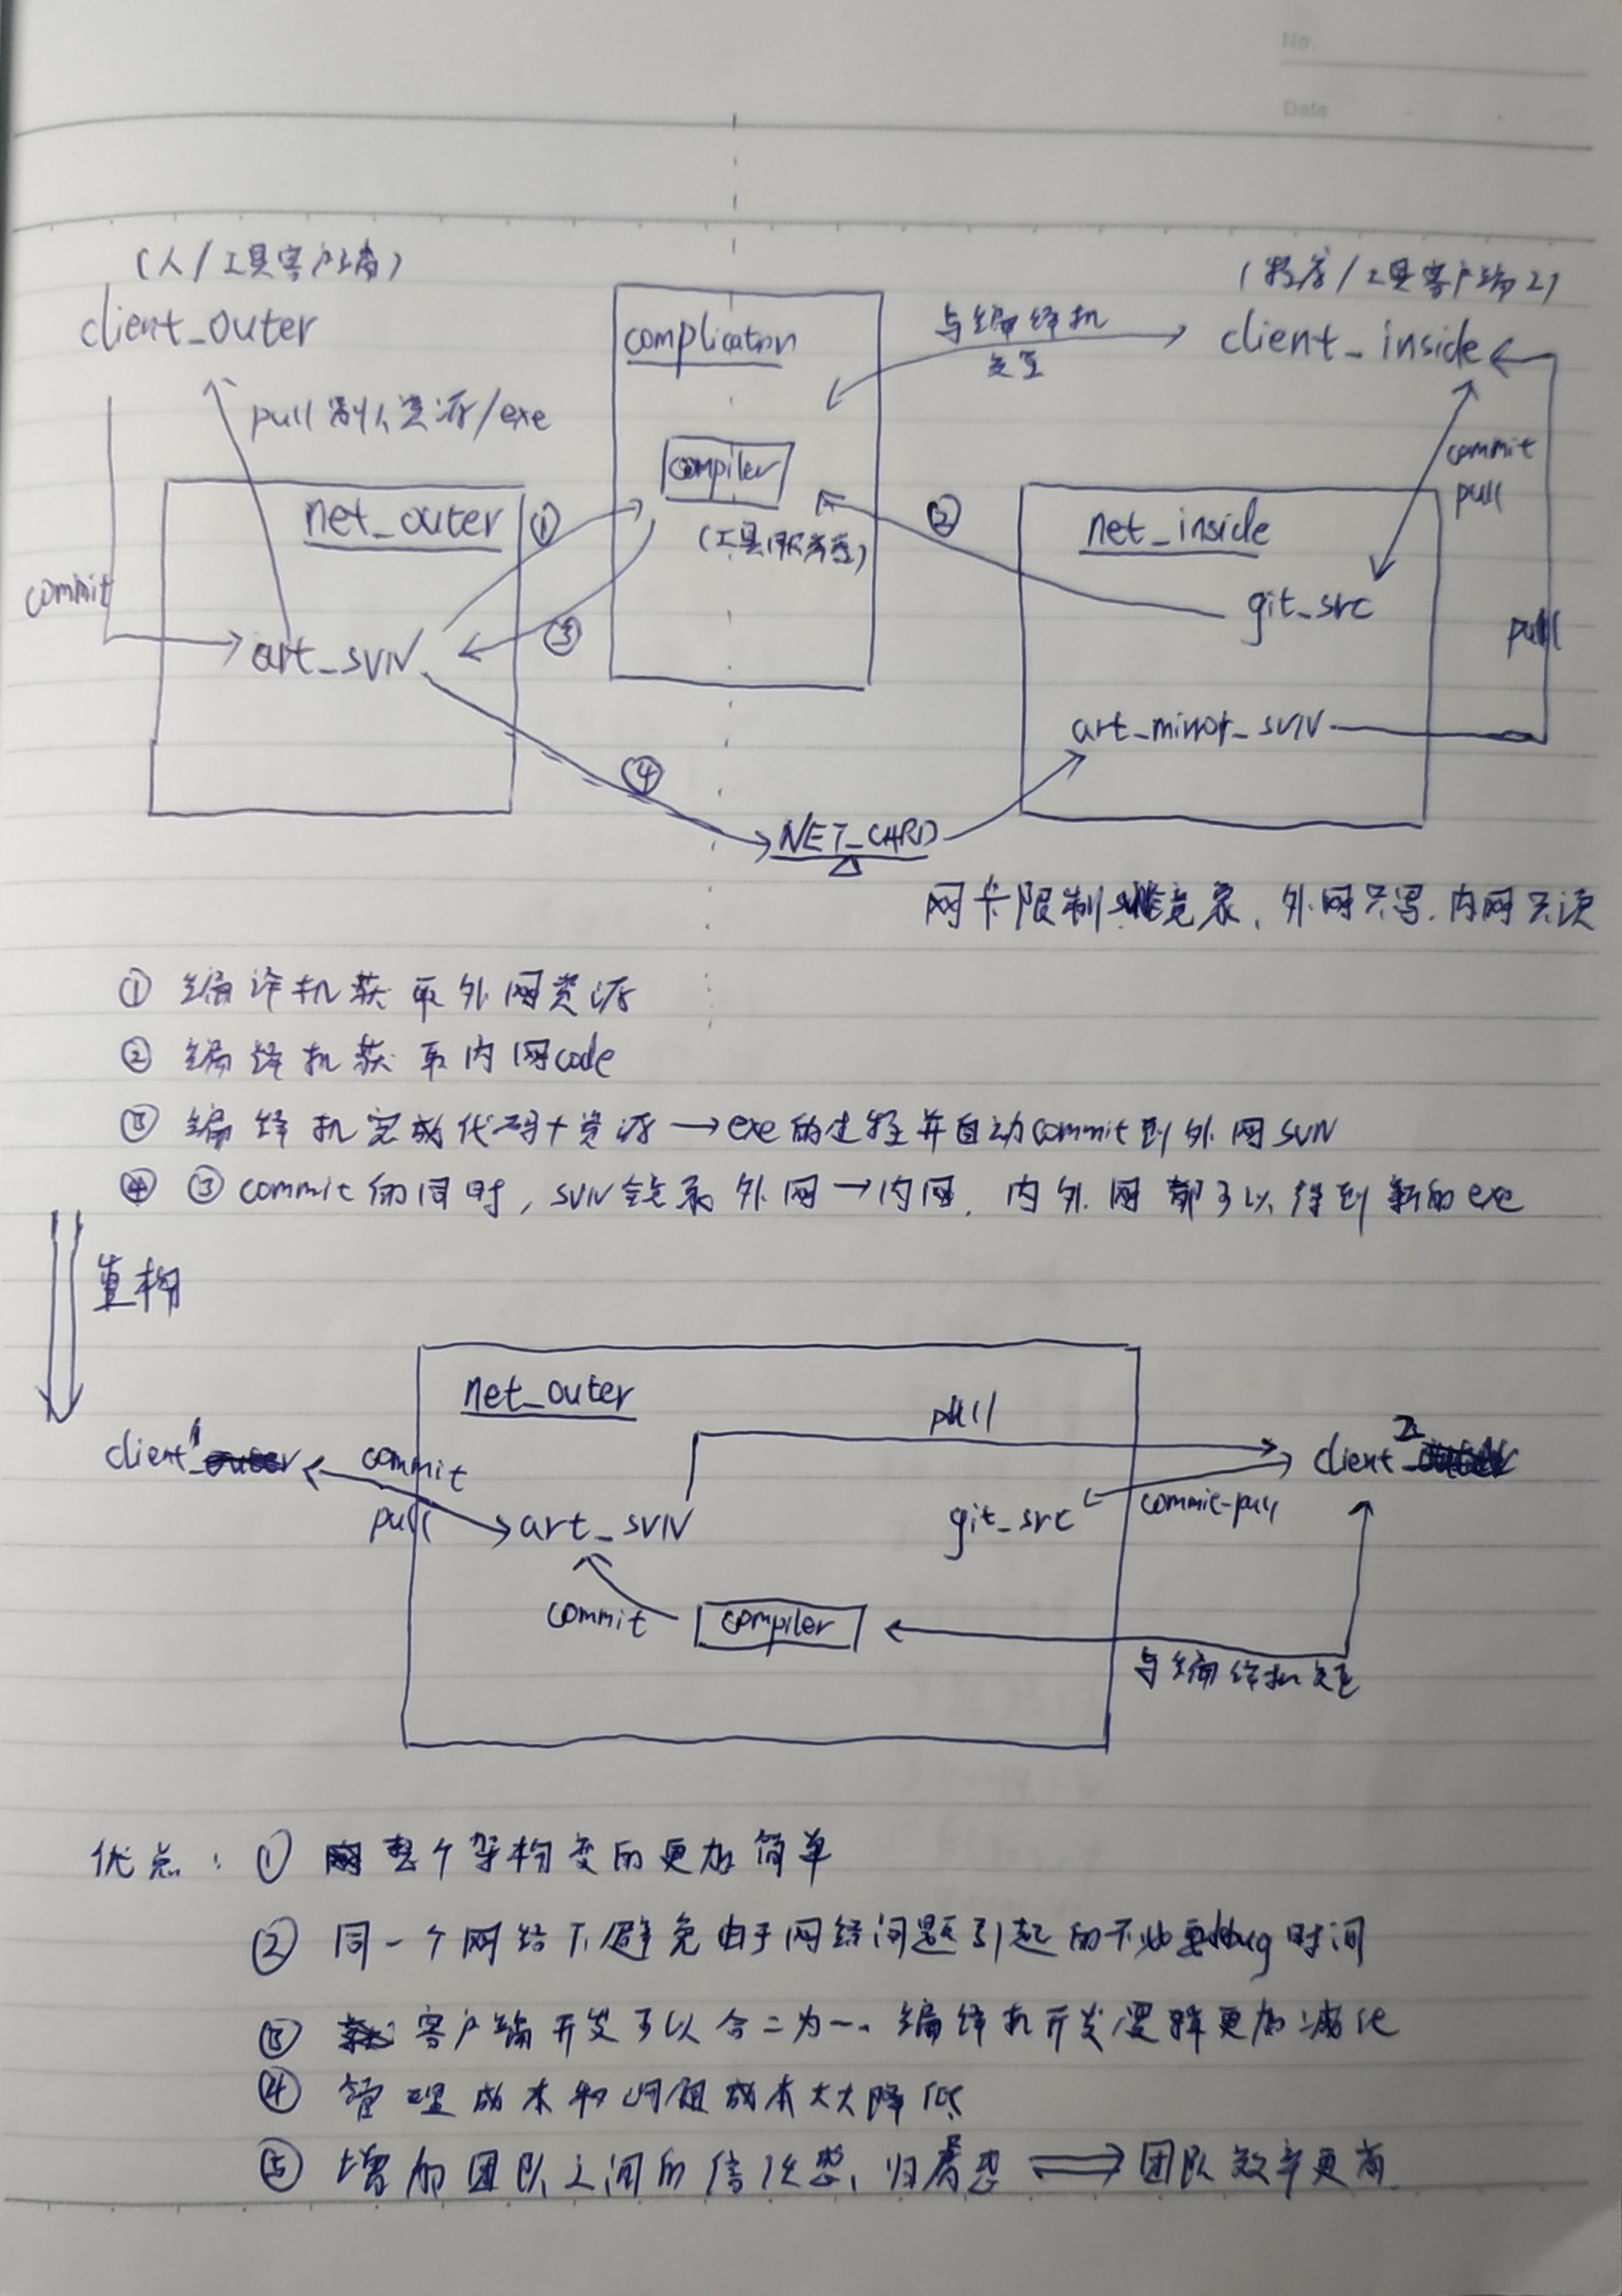 No.
Date
(人/工具客户端)
(程序/工具客户端2)
client_outer
complication
与编译机
交互
client_inside
pull 别人资源/exe
compiler
(工具服务器)
commit
pull
net_outer
①
②
net_inside
commit
③
git_src
pull
art_SVN
art_mirror_SVN
④
NET_CARD
网卡限制 镜象、外网只写、内网只读
① 编译机获取外网资源
② 编译机获取内网code
③ 编译机完成代码+资源→exe的过程并自动commit到外网SVN
④ ③commit的同时,SVN镜象外网→内网,内外网都可以得到新的exe
重构
net_outer
pull
client1
commit
pull
client2
art_SVN
git_src
commit-pull
commit
compiler
与编译机交互
优点: ① 整个架构变的更加简单
② 同一个网络下避免由于网络问题引起的不必要debug时间
③ 客户端开发可以合二为一、编译机开发逻辑更加 化
④ 管理成本和 成本大大降低
⑤ 增加团队之间的信任感、归属感 ⟹ 团队效率更高.